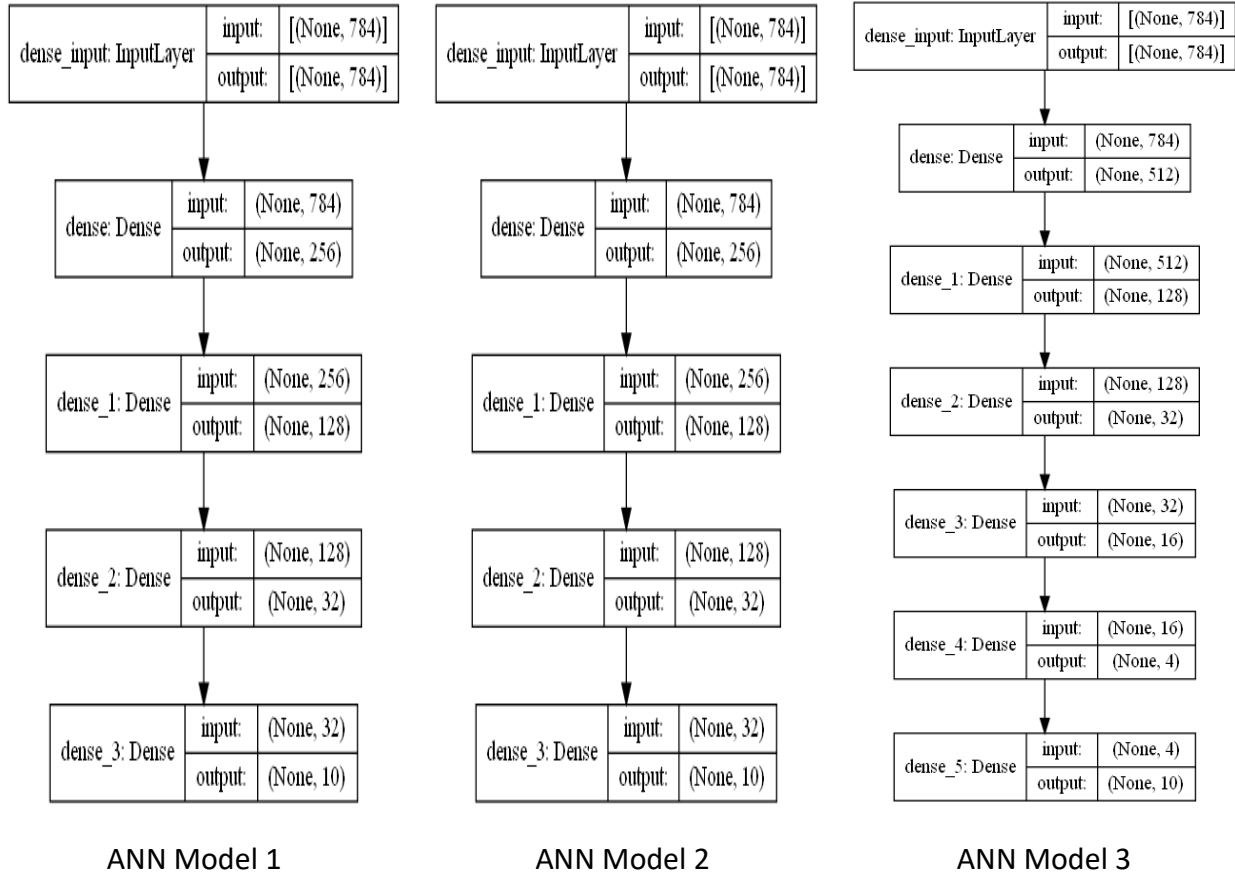 dense_input: InputLayer
input: [(None, 784)]
output: [(None, 784)]
dense: Dense
input: (None, 784)
output: (None, 256)
dense_1: Dense
input: (None, 256)
output: (None, 128)
dense_2: Dense
input: (None, 128)
output: (None, 32)
dense_3: Dense
input: (None, 32)
output: (None, 10)
ANN Model 1
dense_input: InputLayer
input: [(None, 784)]
output: [(None, 784)]
dense: Dense
input: (None, 784)
output: (None, 256)
dense_1: Dense
input: (None, 256)
output: (None, 128)
dense_2: Dense
input: (None, 128)
output: (None, 32)
dense_3: Dense
input: (None, 32)
output: (None, 10)
ANN Model 2
dense_input: InputLayer
input: [(None, 784)]
output: [(None, 784)]
dense: Dense
input: (None, 784)
output: (None, 512)
dense_1: Dense
input: (None, 512)
output: (None, 128)
dense_2: Dense
input: (None, 128)
output: (None, 32)
dense_3: Dense
input: (None, 32)
output: (None, 16)
dense_4: Dense
input: (None, 16)
output: (None, 4)
dense_5: Dense
input: (None, 4)
output: (None, 10)
ANN Model 3